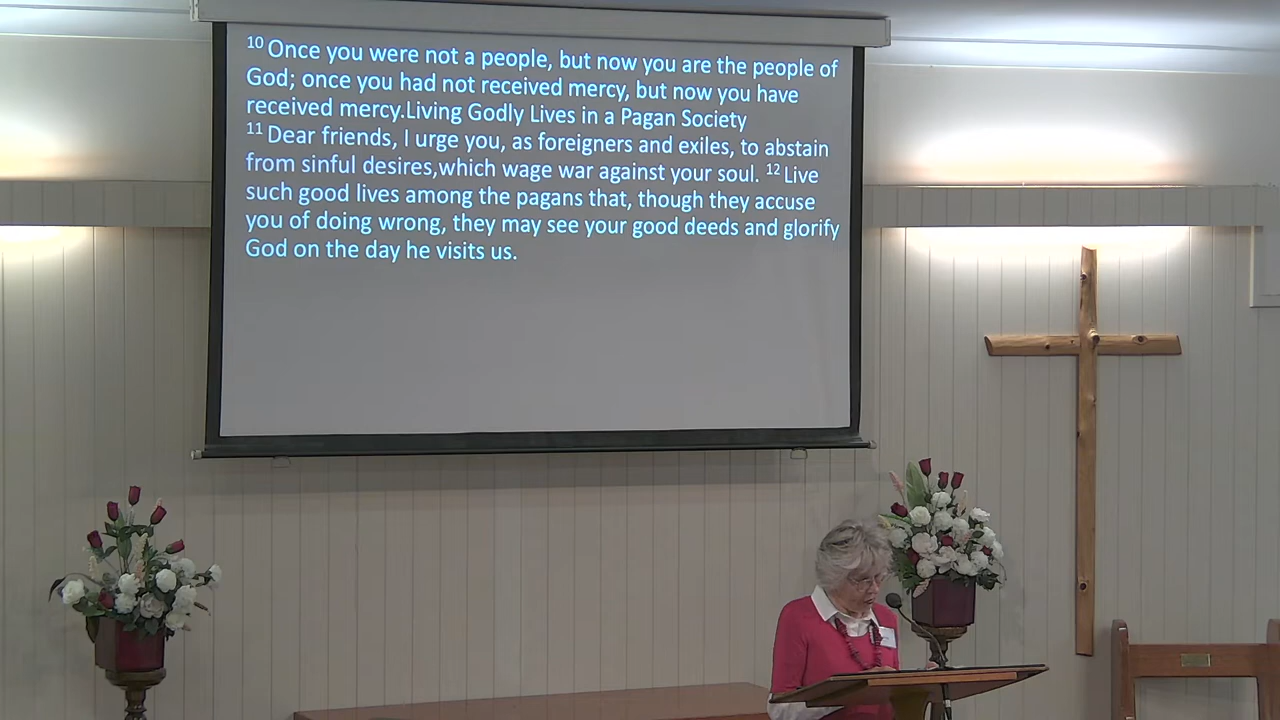 10 Once you were not a people, but now you are the people of
God; once you had not received mercy, but now you have
received mercy.Living Godly Lives in a Pagan Society
11 Dear friends, I urge you, as foreigners and exiles, to abstain
from sinful desires,which wage war against your soul. 12 Live
such good lives among the pagans that, though they accuse
you of doing wrong, they may see your good deeds and glorify
God on the day he visits us.